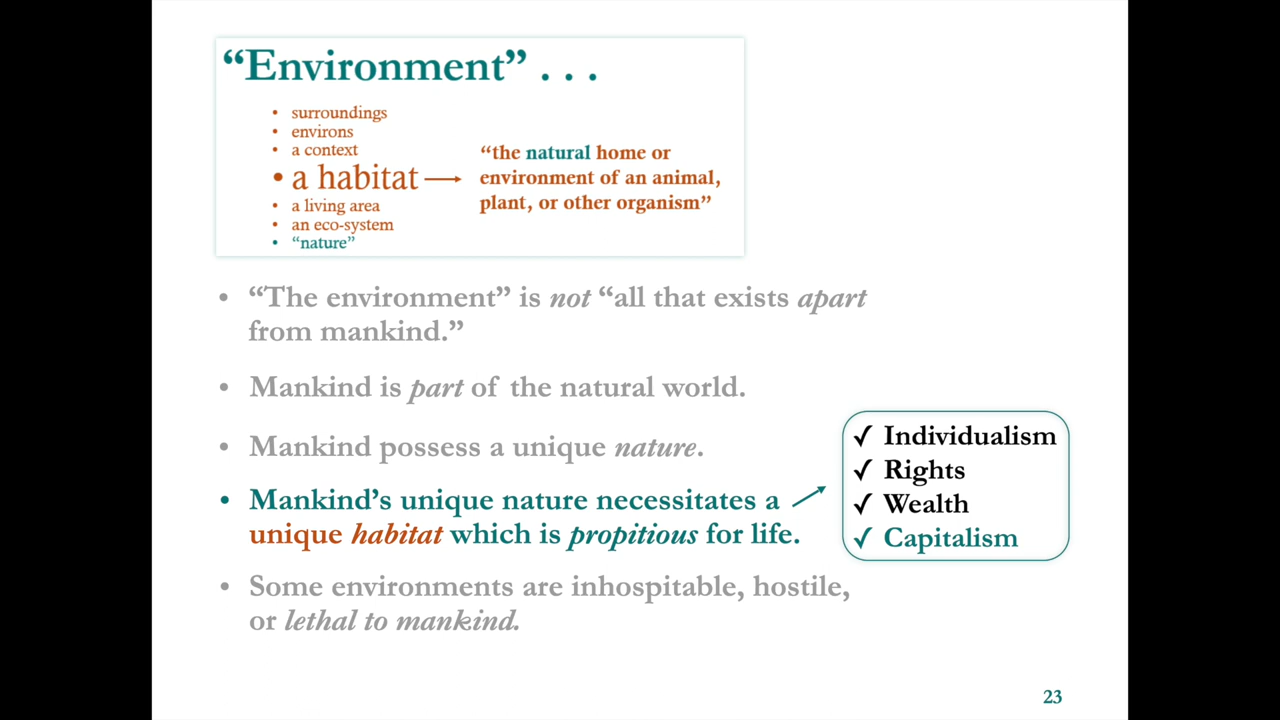 “Environment” . . .
• surroundings
• environs
• a context
• a habitat
“the natural home or
environment of an animal,
plant, or other organism”
• a living area
• an eco-system
• “nature”
• “The environment” is not “all that exists apart
from mankind.”
• Mankind is part of the natural world.
• Mankind possess a unique nature.
• Mankind’s unique nature necessitates a
unique habitat which is propitious for life.
✓ Individualism
✓ Rights
✓ Wealth
✓ Capitalism
• Some environments are inhospitable, hostile,
or lethal to mankind.
23